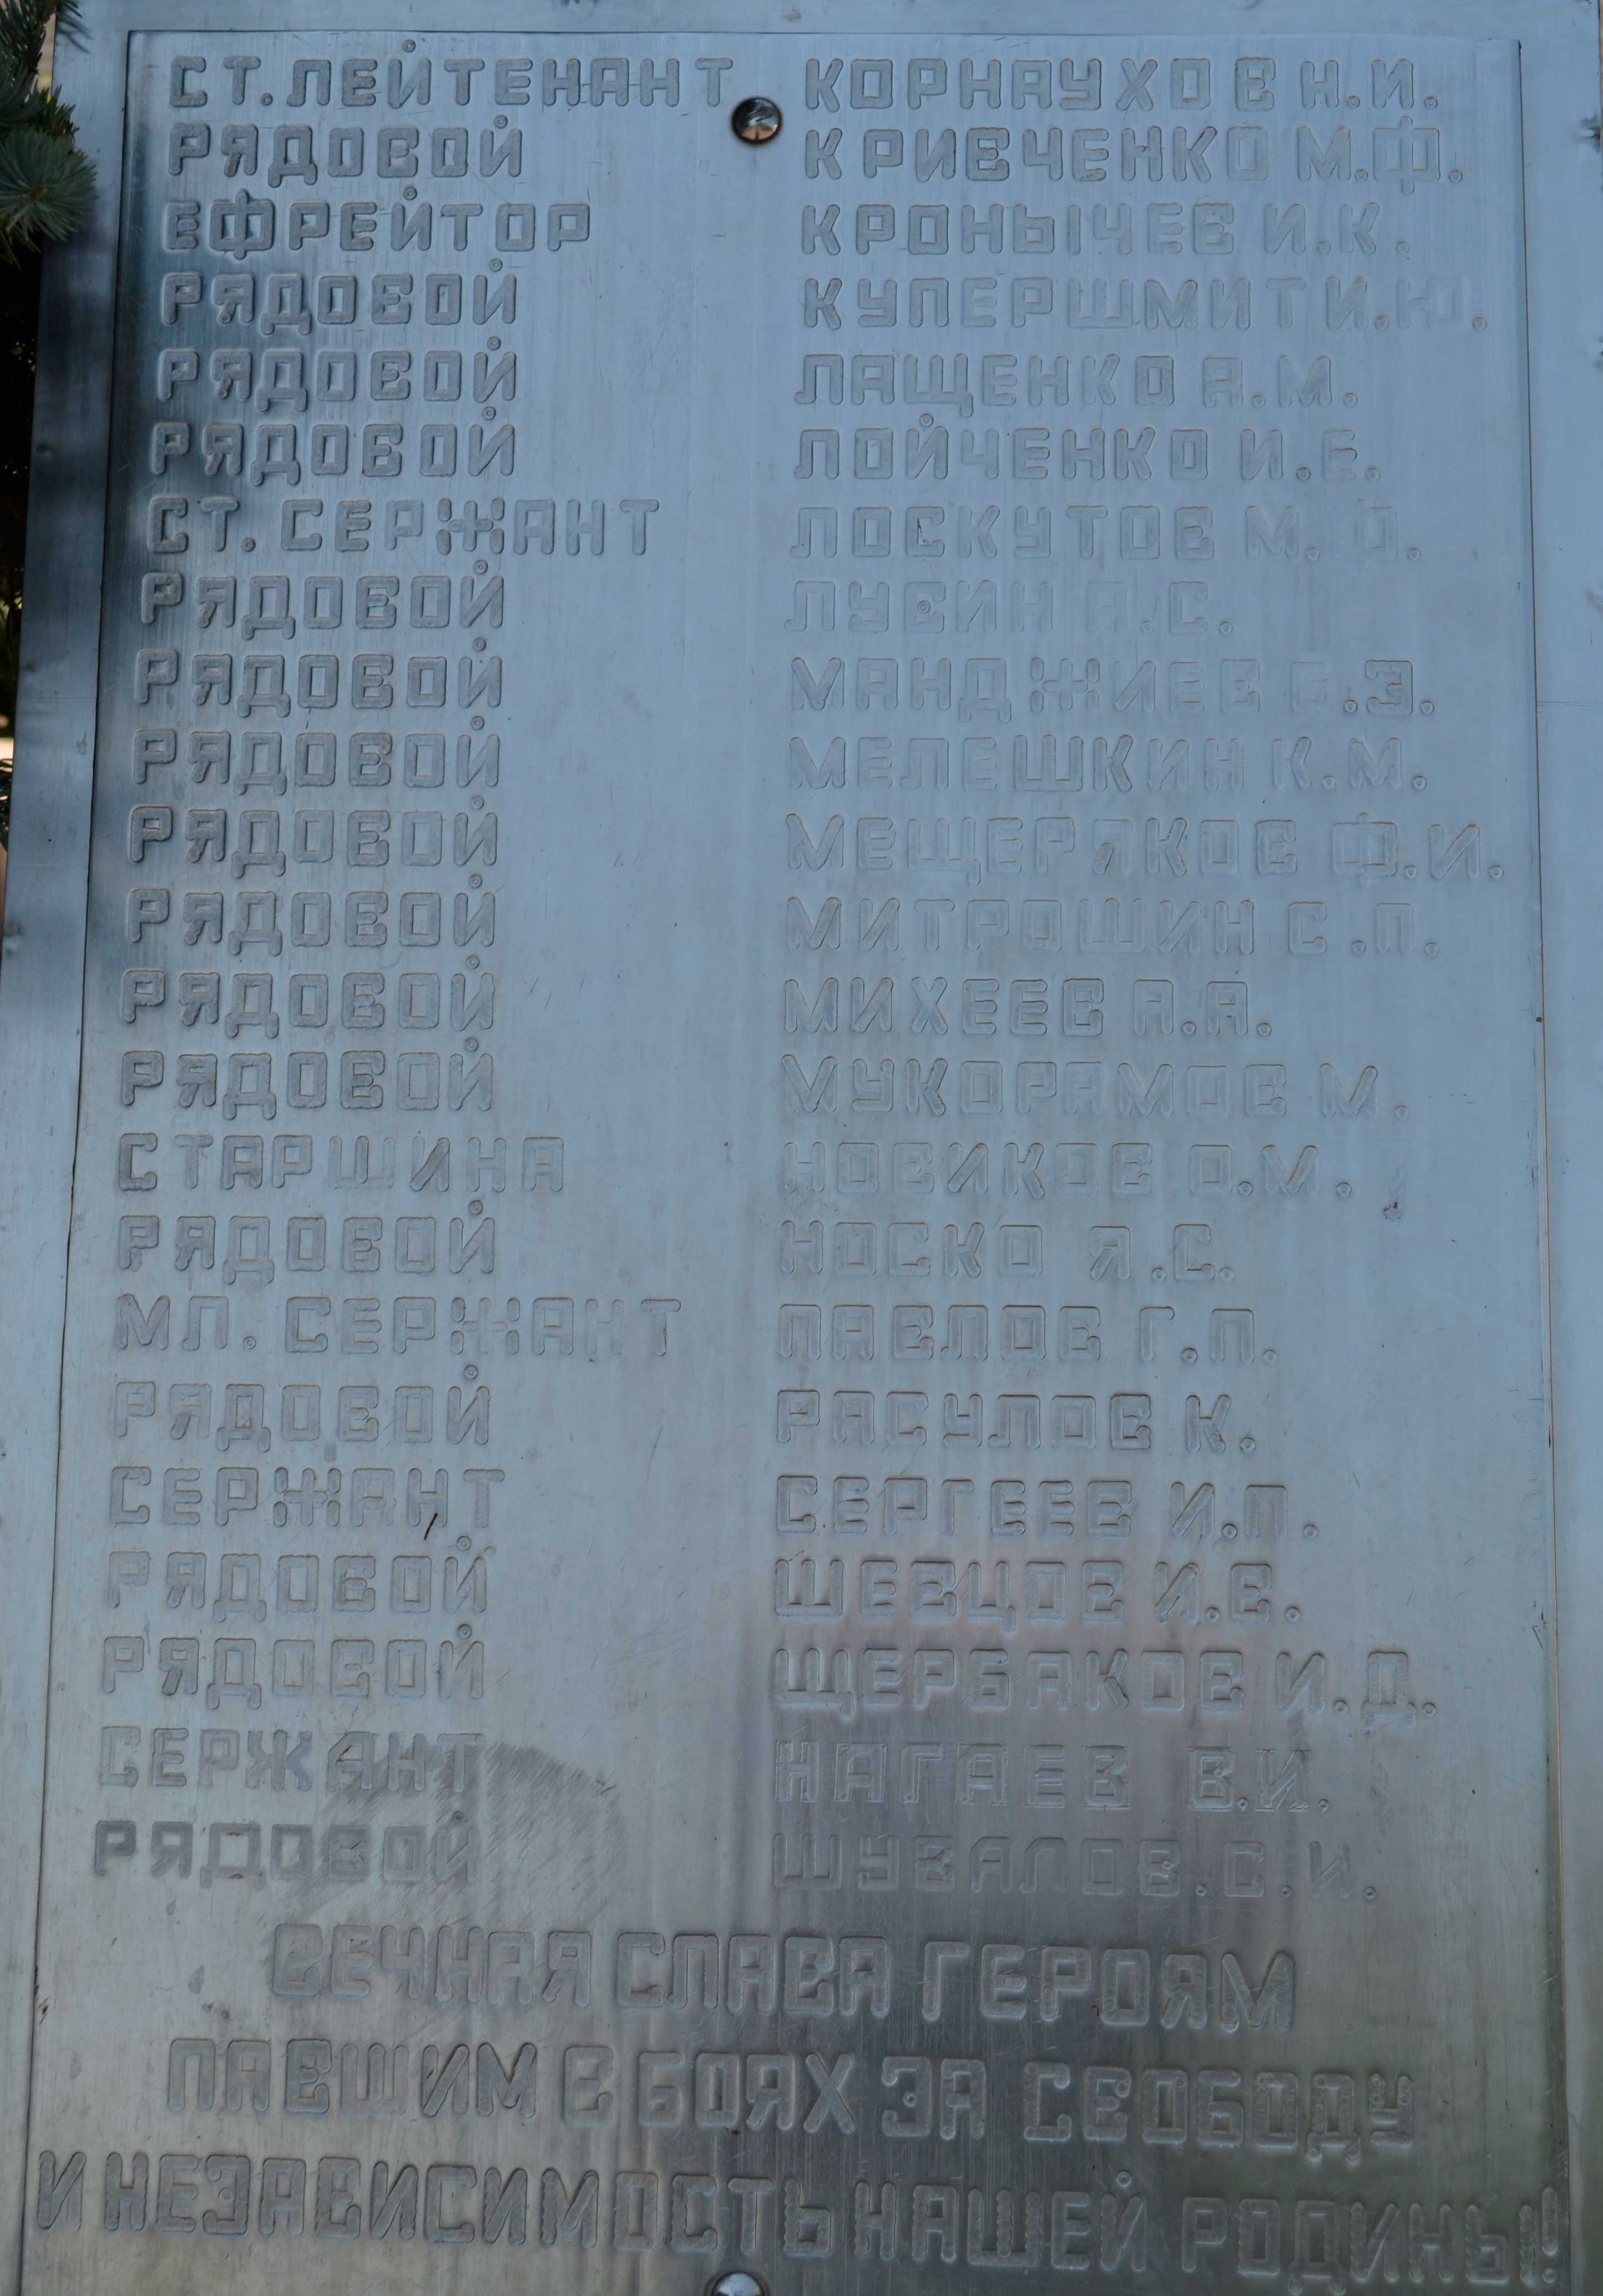 СТ. ЛЕЙТЕНАНТ КОРНАУХОВ Н.И.
РЯДОВОЙ КРИВЧЕНКО М.Ф.
ЕФРЕЙТОР КРОНЫЧЕВ И.К.
РЯДОВОЙ КУПЕРШМИТ И.Ю.
РЯДОВОЙ ЛАЩЕНКО А.М.
РЯДОВОЙ ЛОЙЧЕНКО И.Е.
СТ. СЕРЖАНТ ЛОСКУТОВ М.
РЯДОВОЙ ЛУБИН А.С.
РЯДОВОЙ МАНДЖИЕВ Б.Э.
РЯДОВОЙ МЕЛЕШКИН К.М.
РЯДОВОЙ МЕЩЕРЯКОВ Ф.И.
РЯДОВОЙ МИТРОШИН С.П.
РЯДОВОЙ МИХЕЕВ А.А.
РЯДОВОЙ МУКОРАМОВ М.
СТАРШИНА НОВИКОВ О.М.
РЯДОВОЙ НОСКО Я.С.
МЛ. СЕРЖАНТ ПАВЛОВ Г.П.
РЯДОВОЙ РАСУЛОВ К.
СЕРЖАНТ СЕРГЕЕВ И.П.
РЯДОВОЙ ШЕВЦОВ И.В.
РЯДОВОЙ ЩЕРБАКОВ И.Д.
СЕРЖАНТ НАГАЕВ В.И.
РЯДОВОЙ ШУВАЛОВ.С.И.
ВЕЧНАЯ СЛАВА ГЕРОЯМ
ПАВШИМ В БОЯХ ЗА СВОБОДУ
И НЕЗАВИСИМОСТЬ НАШЕЙ РОДИНЫ!